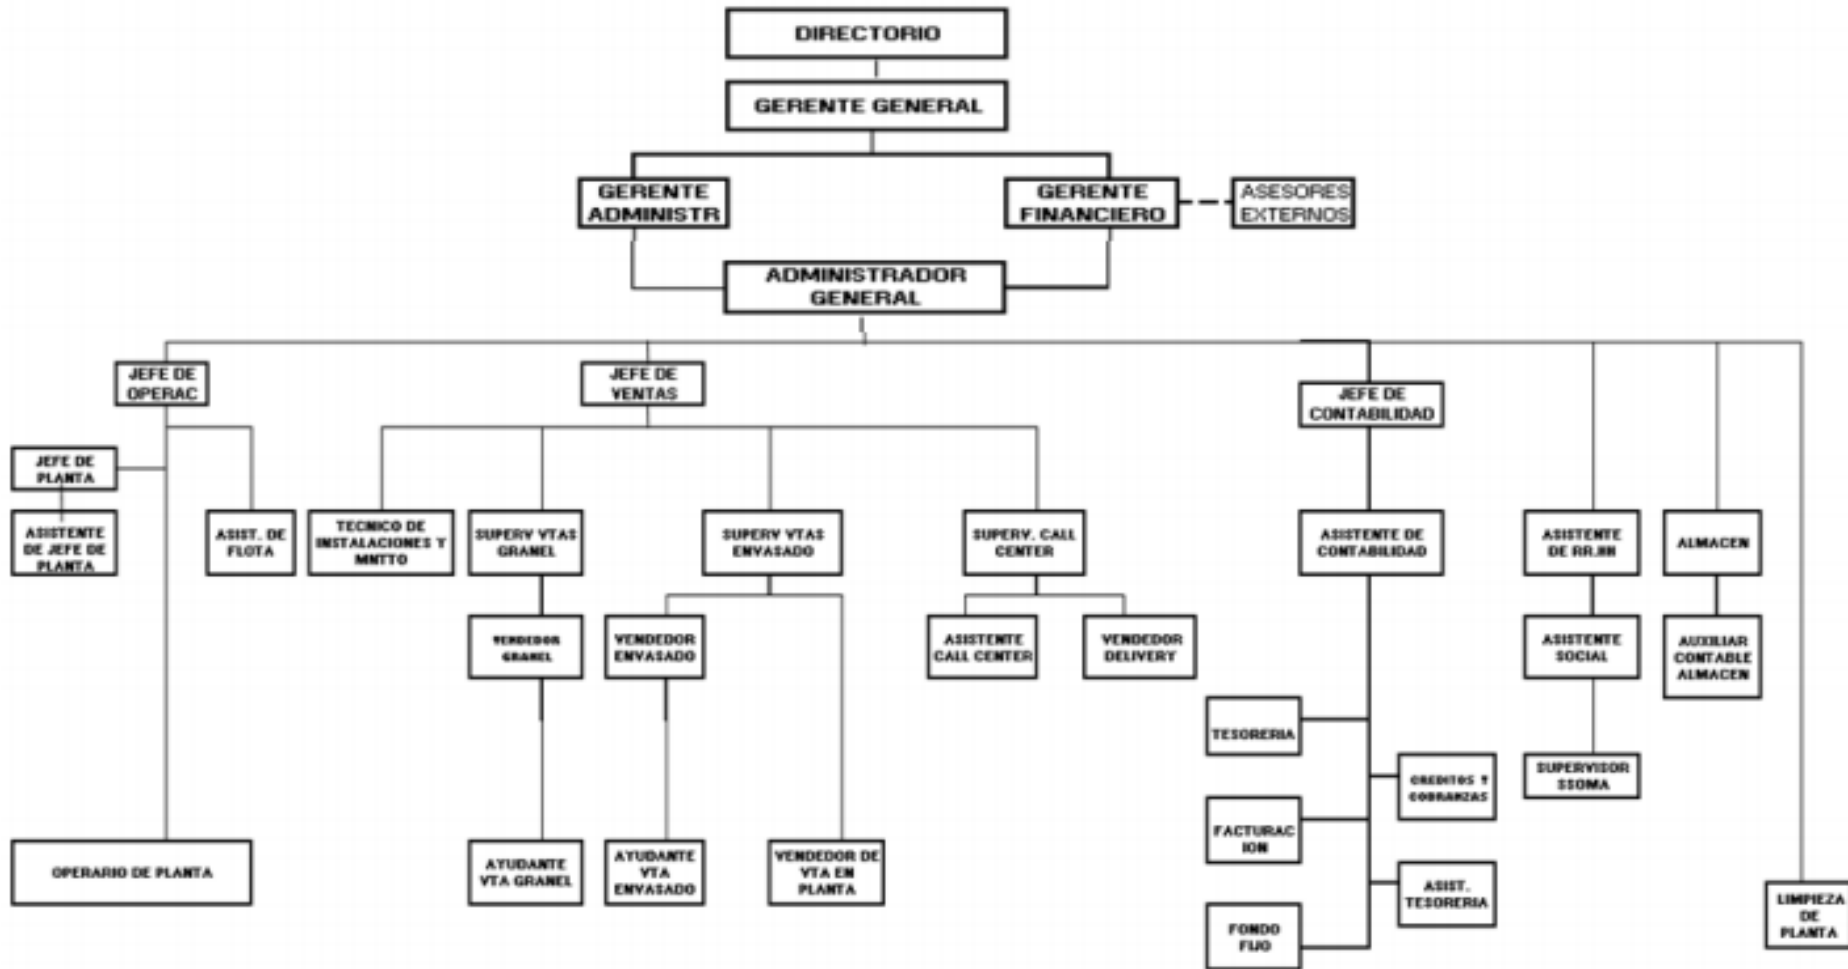 DIRECTORIO
GERENTE GENERAL
GERENTE
ADMINISTR
GERENTE
FINANCIERO
ASESORES
EXTERNOS
ADMINISTRADOR
GENERAL
JEFE DE
OPERAC
JEFE DE
VENTAS
JEFE DE
CONTABILIDAD
JEFE DE
PLANTA
ASISTENTE
DE JEFE DE
PLANTA
ASIST. DE
FLOTA
TECNICO DE
INSTALACIONES Y
MNTTO
SUPERV VTAS
GRANEL
SUPERV VTAS
ENVASADO
SUPERV. CALL
CENTER
ASISTENTE DE
CONTABILIDAD
ASISTENTE
DE RR.HH
ALMACEN
VENDEDOR
GRANEL
VENDEDOR
ENVASADO
ASISTENTE
CALL CENTER
VENDEDOR
DELIVERY
ASISTENTE
SOCIAL
AUXILIAR
CONTABLE
ALMACEN
TESORERIA
CREDITOS Y
COBRANZAS
SUPERVISOR
SSOMA
FACTURAC
ION
OPERARIO DE PLANTA
AYUDANTE
VTA GRANEL
AYUDANTE
VTA
ENVASADO
VENDEDOR DE
VTA EN
PLANTA
ASIST.
TESORERIA
FONDO
FIJO
LIMPIEZA
DE
PLANTA